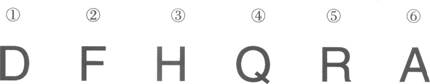 ① ② ③ ④ ⑤ ⑥
D F H Q R A